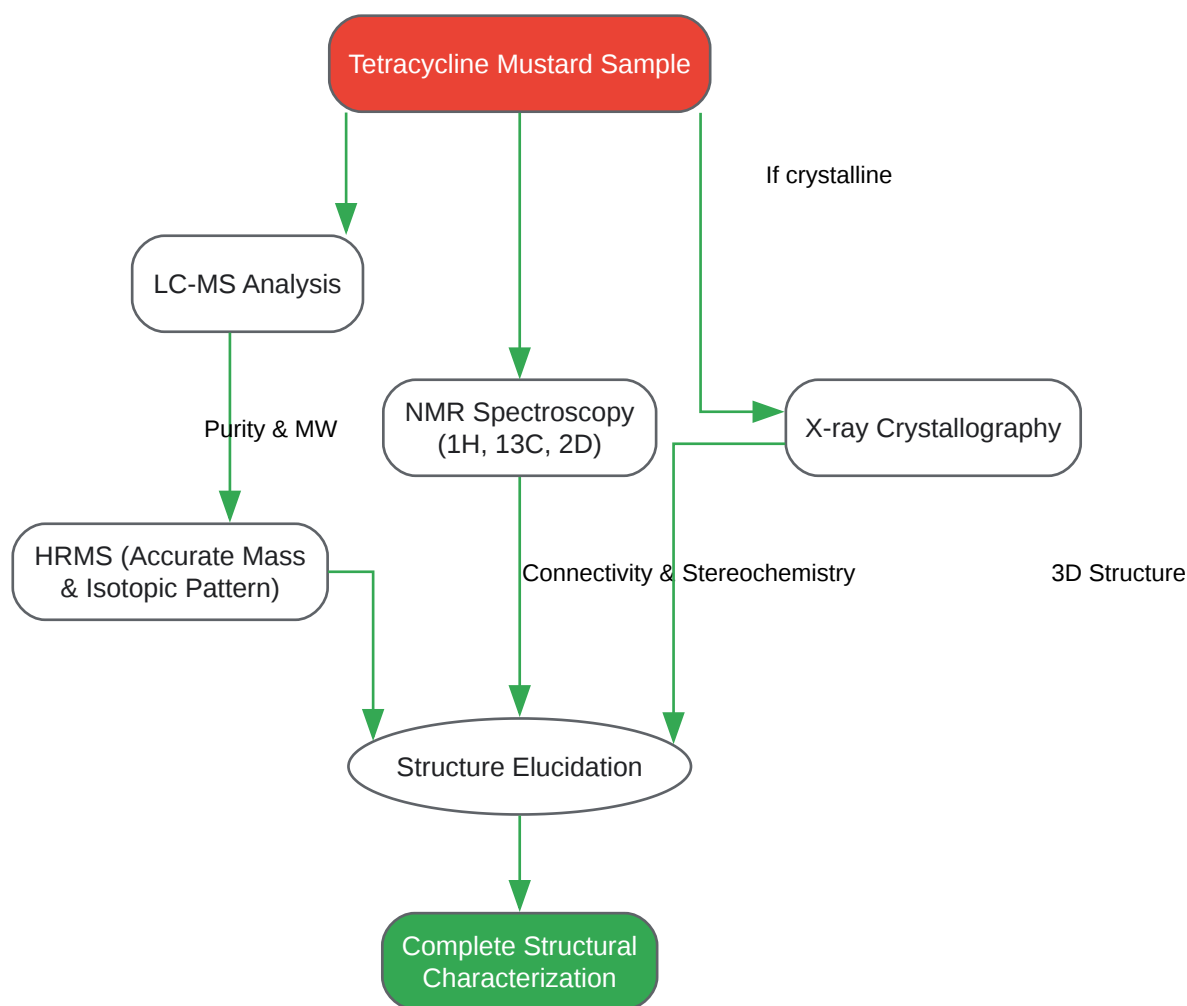 Tetracycline Mustard Sample
If crystalline
LC-MS Analysis
NMR Spectroscopy
(1H, 13C, 2D)
X-ray Crystallography
Purity & MW
HRMS (Accurate Mass
& Isotopic Pattern)
Connectivity & Stereochemistry
3D Structure
Structure Elucidation
Complete Structural
Characterization